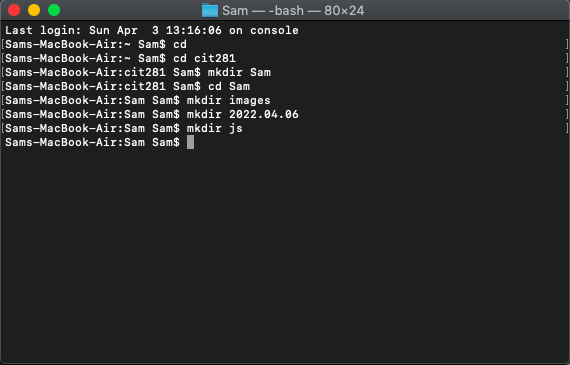 Sam — -bash — 80×24
Last login: Sun Apr  3 13:16:06 on console
[Sams-MacBook-Air:~ Sam$ cd ]
[Sams-MacBook-Air:~ Sam$ cd cit281 ]
[Sams-MacBook-Air:cit281 Sam$ mkdir Sam ]
[Sams-MacBook-Air:cit281 Sam$ cd Sam ]
[Sams-MacBook-Air:Sam Sam$ mkdir images ]
[Sams-MacBook-Air:Sam Sam$ mkdir 2022.04.06 ]
[Sams-MacBook-Air:Sam Sam$ mkdir js ]
Sams-MacBook-Air:Sam Sam$